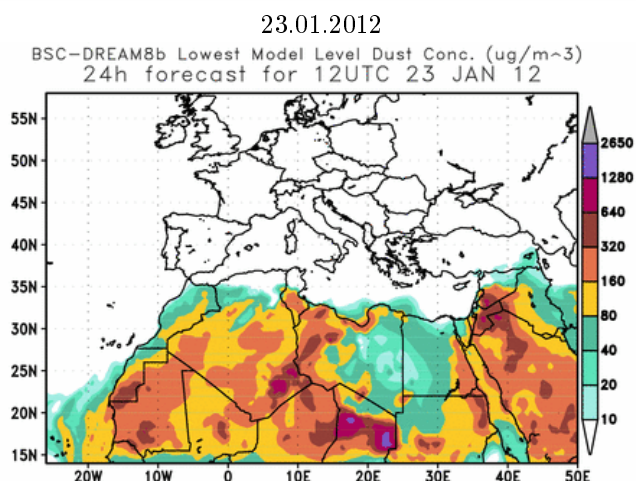 23.01.2012
BSC-DREAM8b Lowest Model Level Dust Conc. (ug/m^3)
24h forecast for 12UTC 23 JAN 12
55N
50N
45N
40N
35N
30N
25N
20N
15N
20W 10W 0 10E 20E 30E 40E 50E
2650
1280
640
320
160
80
40
20
10